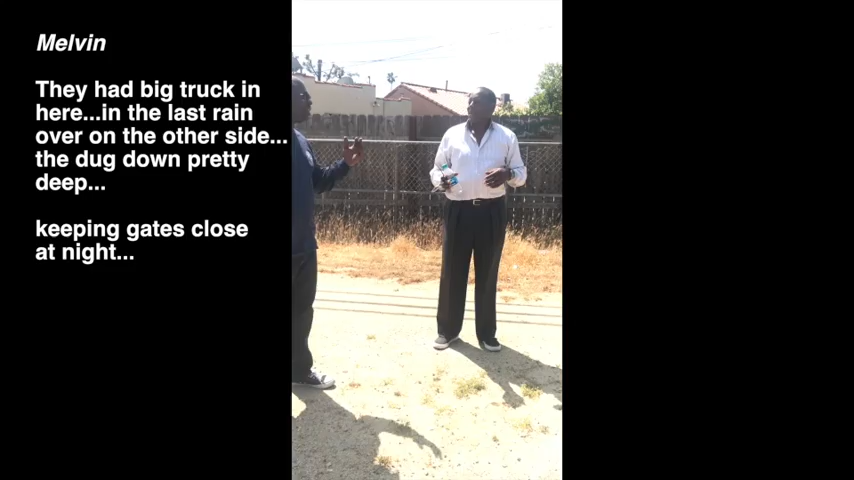 Melvin
They had big truck in
here...in the last rain
over on the other side...
the dug down pretty
deep...
keeping gates close
at night...